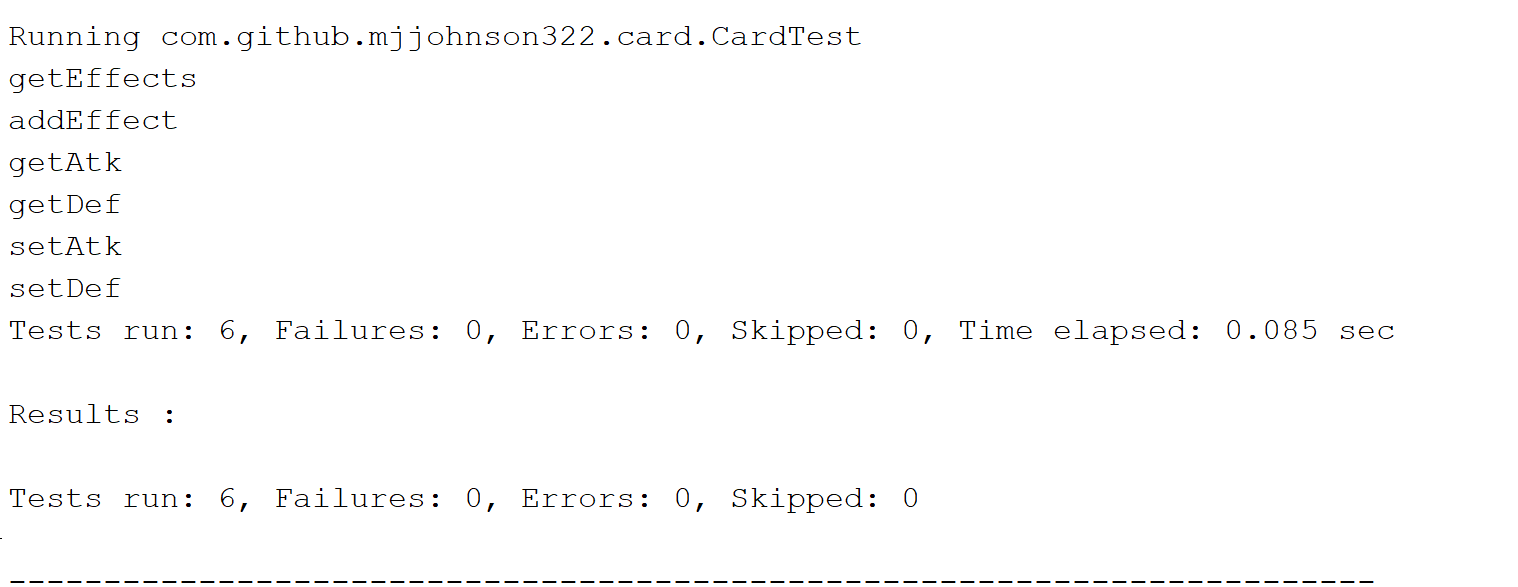 Running com.github.mjjohnson322.card.CardTest
getEffects
addEffect
getAtk
getDef
setAtk
setDef
Tests run: 6, Failures: 0, Errors: 0, Skipped: 0, Time elapsed: 0.085 sec
Results :
Tests run: 6, Failures: 0, Errors: 0, Skipped: 0
------------------------------------------------------------------------